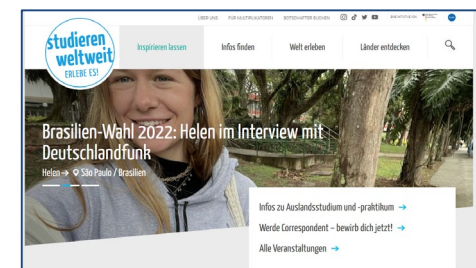 ÜBER UNS FÜR MULTIPLIKATOREN BOTSCHAFTER BUCHEN
studieren
weltweit
ERLEBE ES!
Inspirieren lassen Infos finden Welt erleben Länder entdecken
Brasilien-Wahl 2022: Helen im Interview mit
Deutschlandfunk
Helen → São Paulo / Brasilien
Infos zu Auslandsstudium und -praktikum →
Werde Correspondent – bewirb dich jetzt! →
Alle Veranstaltungen →